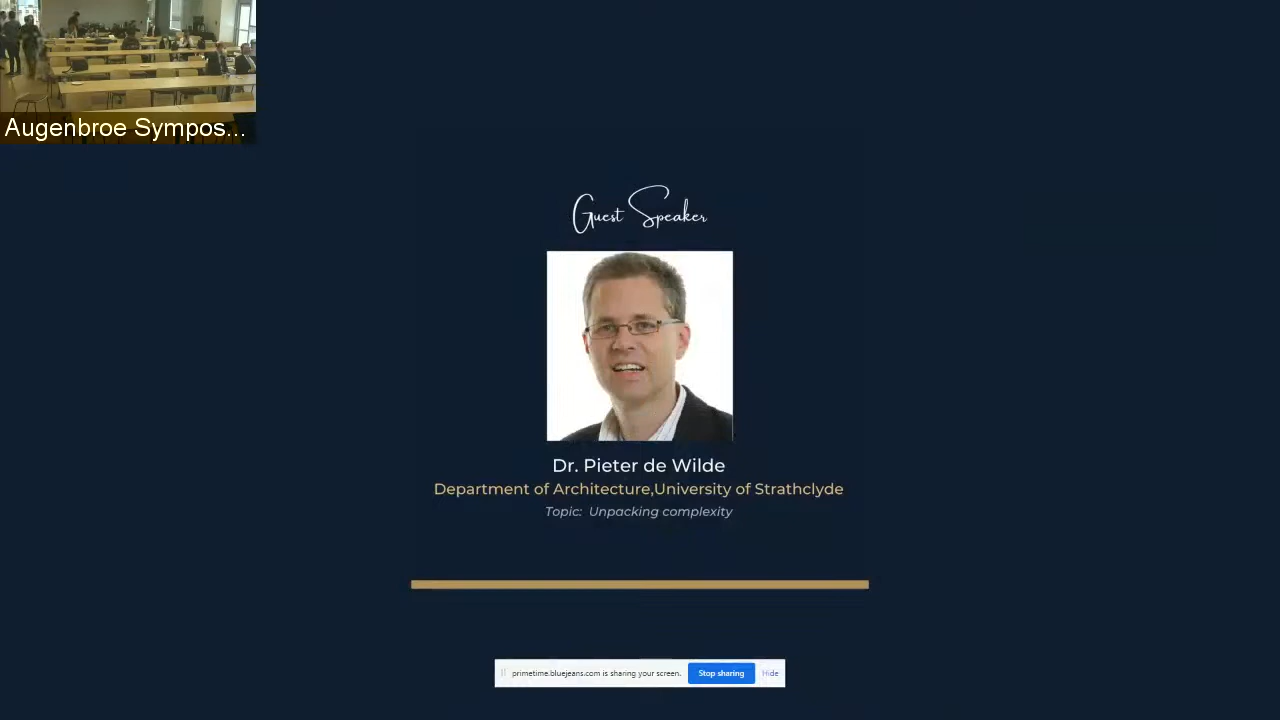 Augenbroe Sympos...
Guest Speaker
Dr. Pieter de Wilde
Department of Architecture,University of Strathclyde
Topic: Unpacking complexity
primetime.bluejeans.com is sharing your screen.
Stop sharing
Hide